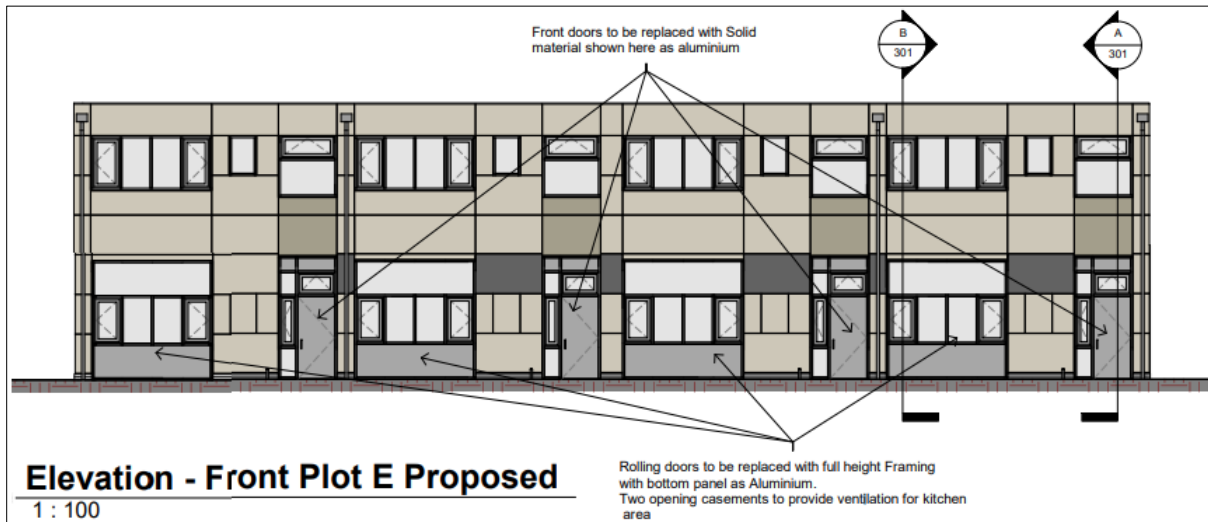 Front doors to be replaced with Solid
material shown here as aluminium
B
301
A
301
Elevation - Front Plot E Proposed
1 : 100
Rolling doors to be replaced with full height Framing
with bottom panel as Aluminium.
Two opening casements to provide ventilation for kitchen
area